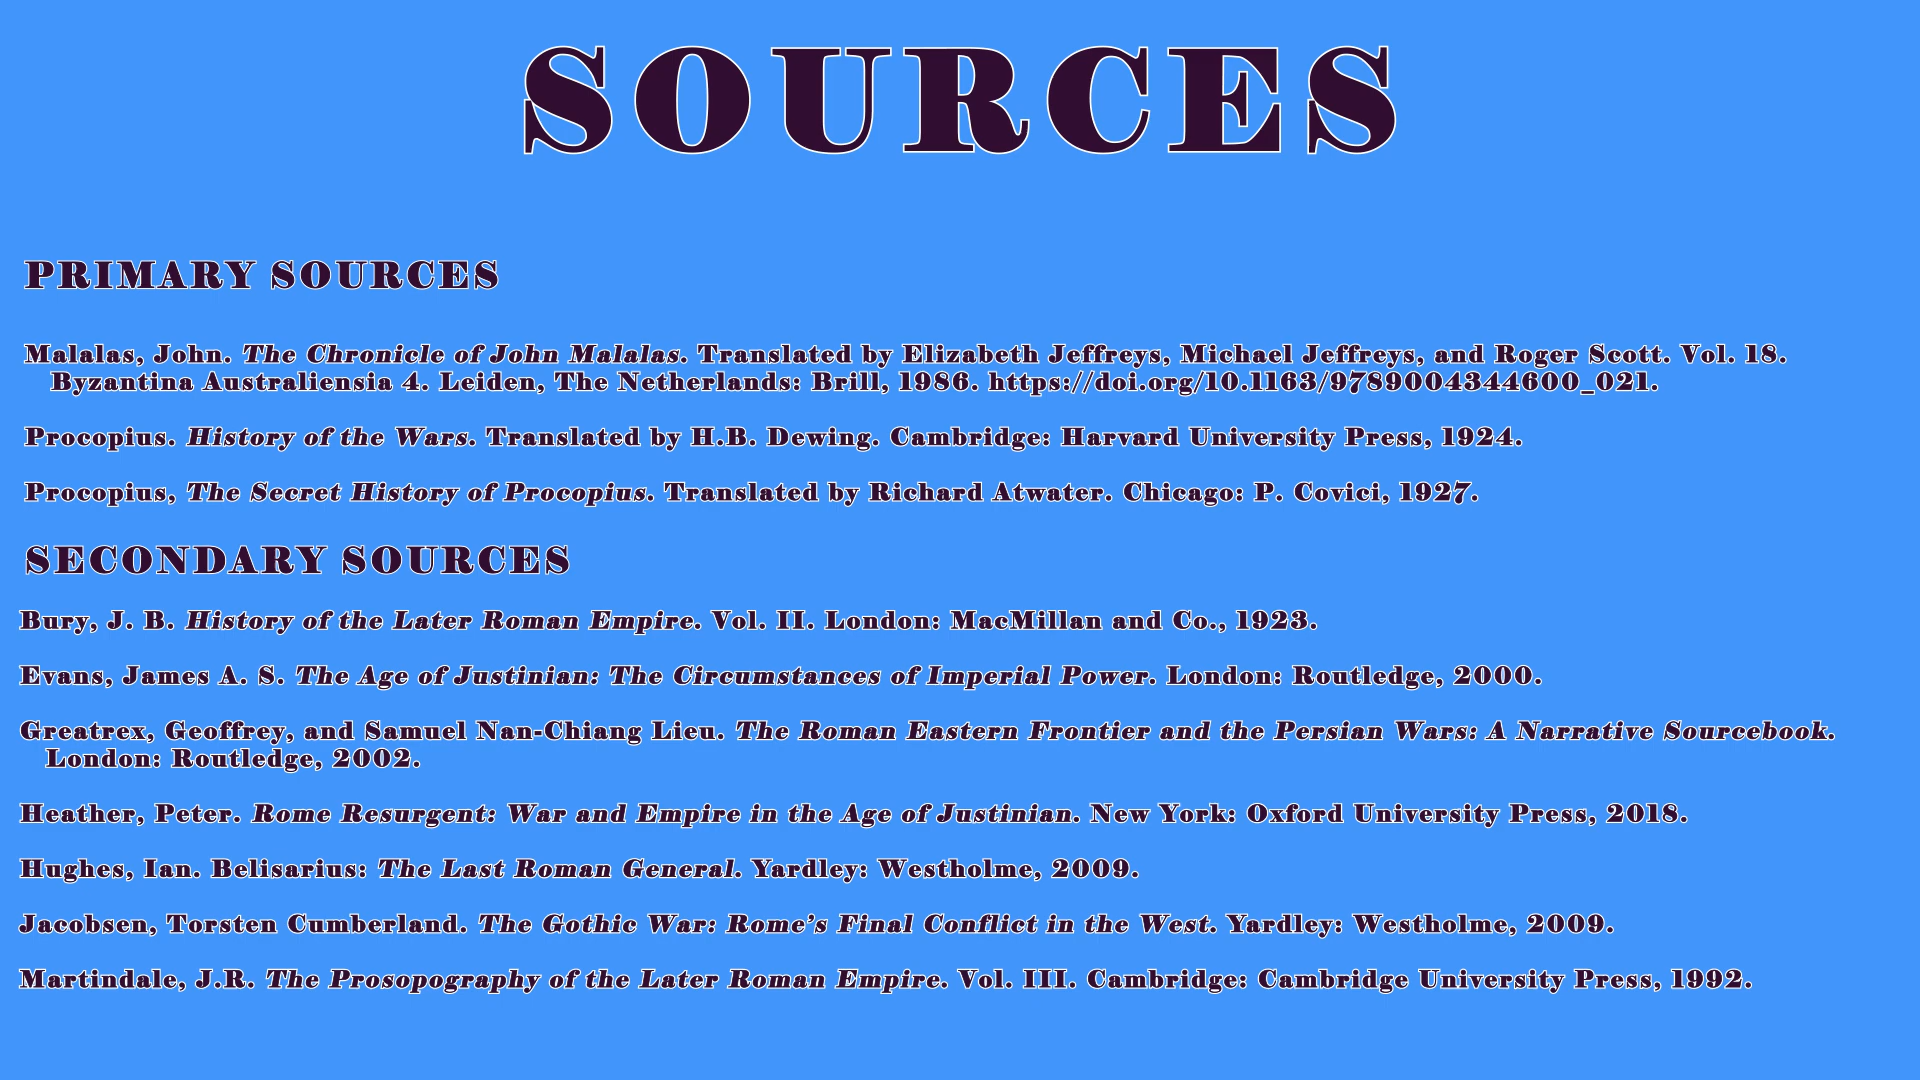 SOURCES
PRIMARY SOURCES
Malalas, John. The Chronicle of John Malalas. Translated by Elizabeth Jeffreys, Michael Jeffreys, and Roger Scott. Vol. 18.
Byzantina Australiensia 4. Leiden, The Netherlands: Brill, 1986. https://doi.org/10.1163/9789004344600_021.
Procopius. History of the Wars. Translated by H.B. Dewing. Cambridge: Harvard University Press, 1924.
Procopius, The Secret History of Procopius. Translated by Richard Atwater. Chicago: P. Covici, 1927.
SECONDARY SOURCES
Bury, J. B. History of the Later Roman Empire. Vol. II. London: MacMillan and Co., 1923.
Evans, James A. S. The Age of Justinian: The Circumstances of Imperial Power. London: Routledge, 2000.
Greatrex, Geoffrey, and Samuel Nan-Chiang Lieu. The Roman Eastern Frontier and the Persian Wars: A Narrative Sourcebook.
London: Routledge, 2002.
Heather, Peter. Rome Resurgent: War and Empire in the Age of Justinian. New York: Oxford University Press, 2018.
Hughes, Ian. Belisarius: The Last Roman General. Yardley: Westholme, 2009.
Jacobsen, Torsten Cumberland. The Gothic War: Rome’s Final Conflict in the West. Yardley: Westholme, 2009.
Martindale, J.R. The Prosopography of the Later Roman Empire. Vol. III. Cambridge: Cambridge University Press, 1992.